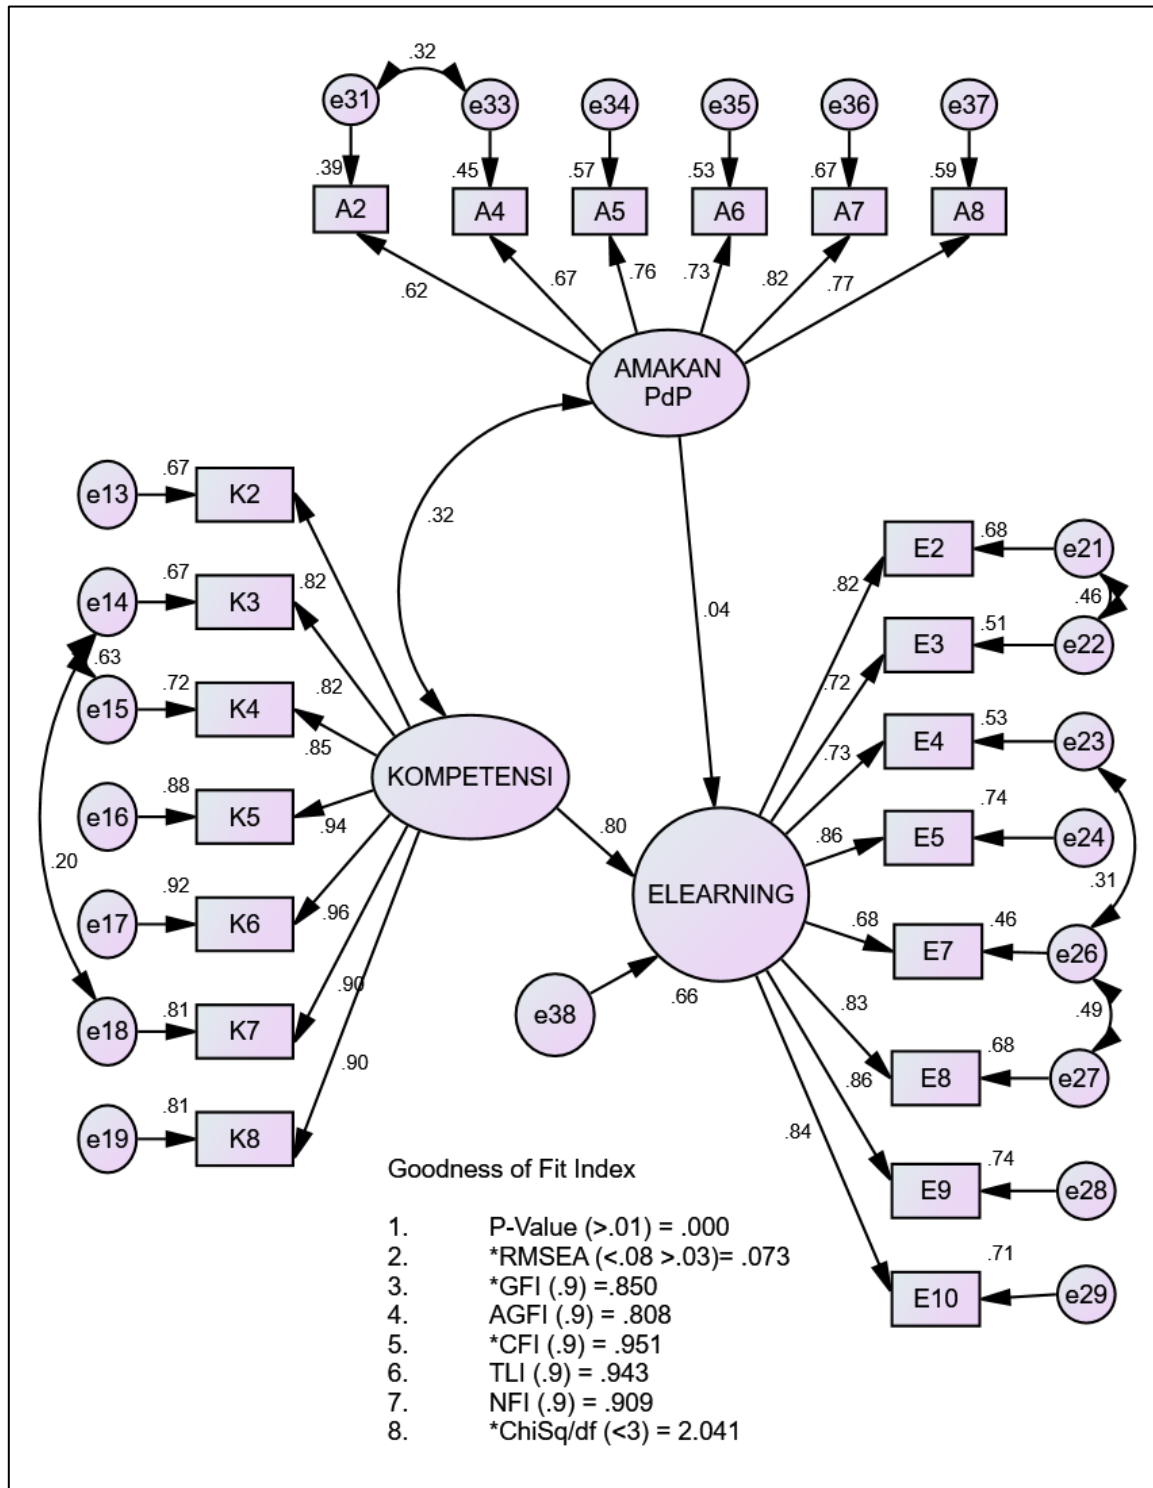 .32
e31
e33
e34
e35
e36
e37
.39
.45
.57
.53
.67
.59
A2
A4
A5
A6
A7
A8
.62
.67
.76
.73
.82
.77
AMAKAN
PdP
.32
.04
e13
.67
K2
e14
.67
K3
.82
.63
e15
.72
K4
.82
.85
e16
.88
K5
.94
.20
e17
.92
K6
.96
e18
.81
K7
.90
e19
.81
K8
.90
KOMPETENSI
.80
ELEARNING
e38
.66
E2
.68
e21
.82
.46
E3
.51
e22
.72
E4
.53
e23
.73
E5
.74
e24
.86
.31
E7
.46
e26
.68
.49
E8
.68
e27
.83
E9
.74
e28
.86
E10
.71
e29
.84
Goodness of Fit Index
1. P-Value (>.01) = .000
2. *RMSEA (<.08 >.03)= .073
3. *GFI (.9) =.850
4. AGFI (.9) = .808
5. *CFI (.9) = .951
6. TLI (.9) = .943
7. NFI (.9) = .909
8. *ChiSq/df (<3) = 2.041